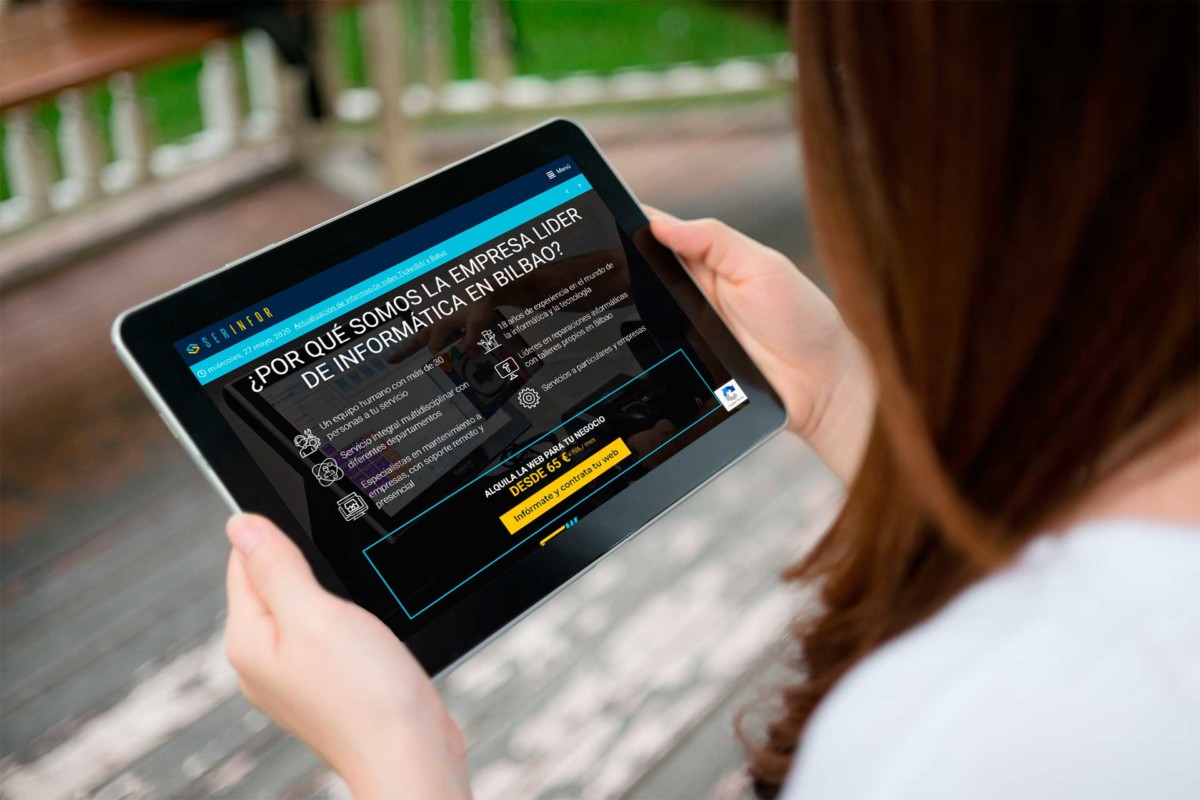 Menú
SERINFOR
miércoles, 27 mayo, 2020 Actualización de información sobre TicketBAI y Batuz
¿POR QUÉ SOMOS LA EMPRESA LIDER
DE INFORMÁTICA EN BILBAO?
Un equipo humano con más de 30
personas a tu servicio
Servicio integral multidisciplinar con
diferentes departamentos
Especialistas en mantenimiento a
empresas, con soporte remoto y
presencial
18 años de experiencia en el mundo de
la informática y la tecnología
Líderes en reparaciones informáticas
con talleres propios en Bilbao
Servicios a particulares y empresas
ALQUILA LA WEB PARA TU NEGOCIO
DESDE 65 € +IVA / mes
Infórmate y contrata tu web